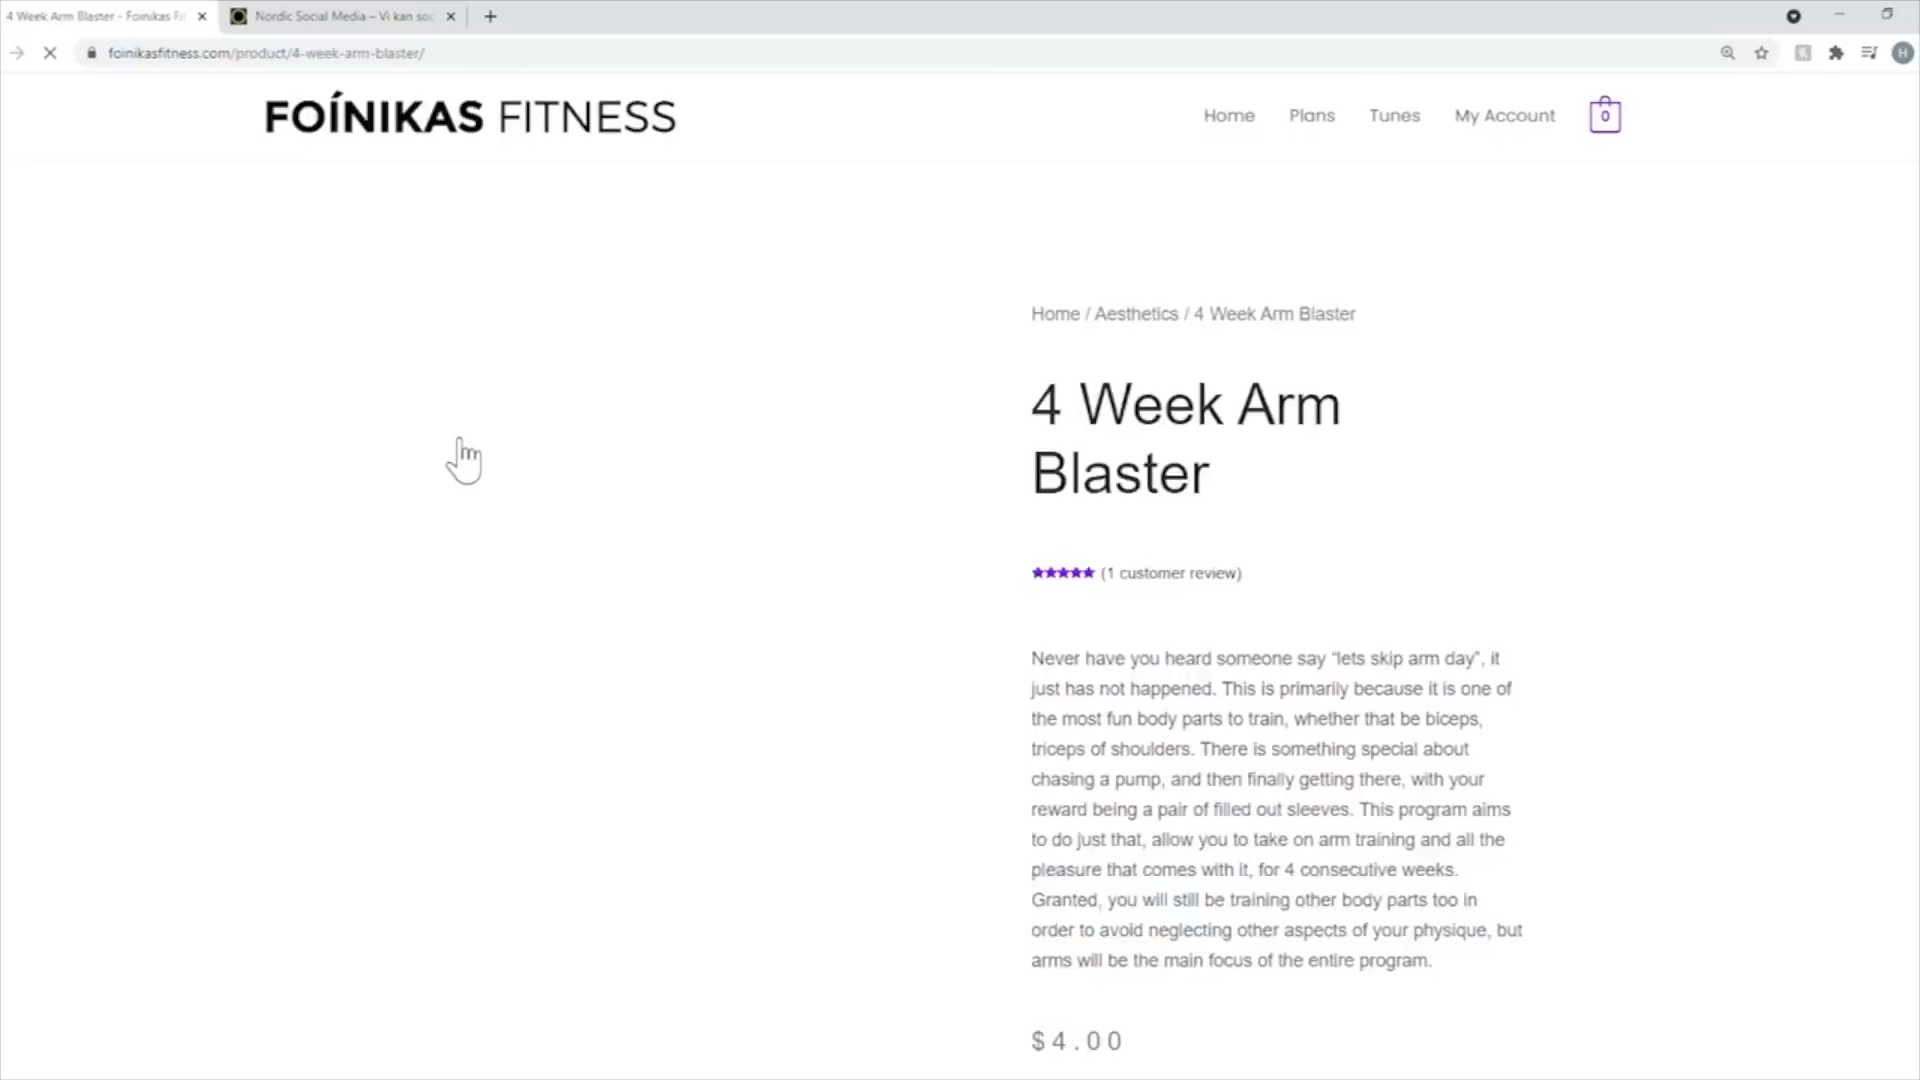 4 Week Arm Blaster - Foinikas Fi
Nordic Social Media – Vi kan soc
foinikasfitness.com/product/4-week-arm-blaster/
H
FOÍNIKAS FITNESS
Home
Plans
Tunes
My Account
0
Home / Aesthetics / 4 Week Arm Blaster
4 Week Arm
Blaster
(1 customer review)
Never have you heard someone say “lets skip arm day”, it
just has not happened. This is primarily because it is one of
the most fun body parts to train, whether that be biceps,
triceps of shoulders. There is something special about
chasing a pump, and then finally getting there, with your
reward being a pair of filled out sleeves. This program aims
to do just that, allow you to take on arm training and all the
pleasure that comes with it, for 4 consecutive weeks.
Granted, you will still be training other body parts too in
order to avoid neglecting other aspects of your physique, but
arms will be the main focus of the entire program.
$4.00